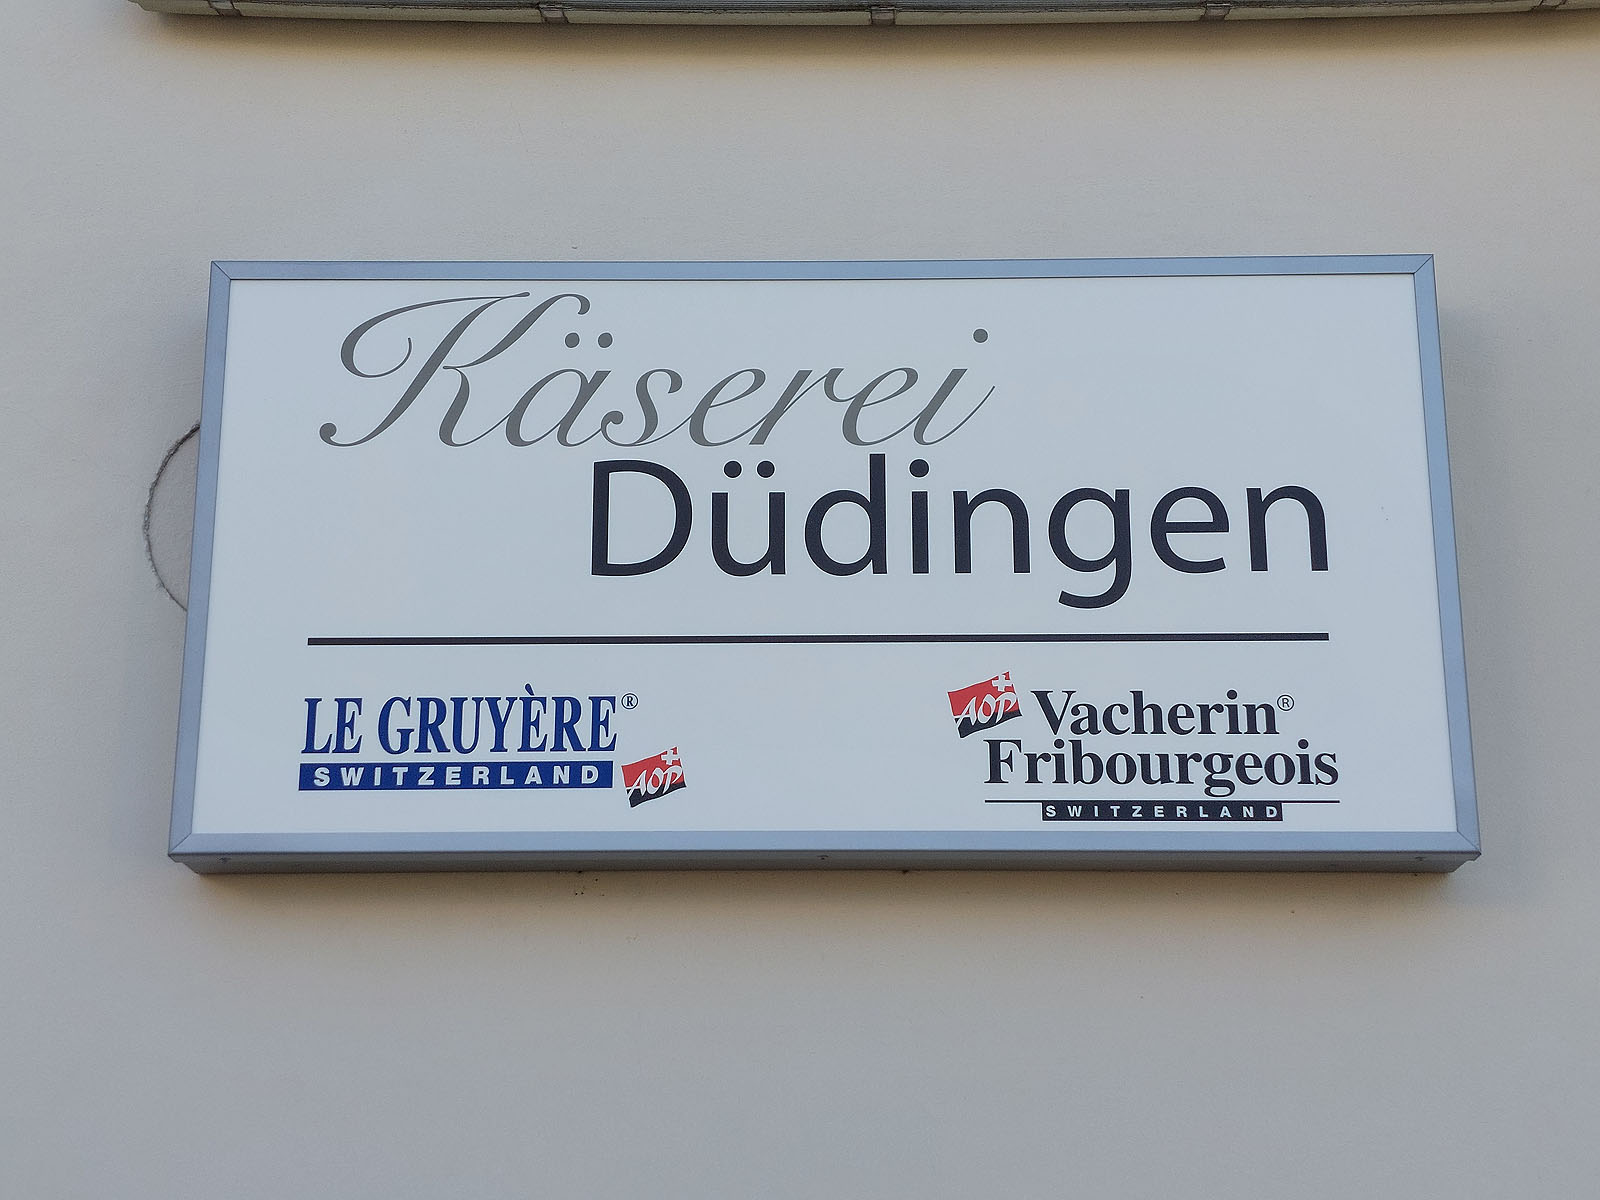 Käserei
Düdingen
LE GRUYÈRE®
SWITZERLAND
AOP
AOP
Vacherin®
Fribourgeois
SWITZERLAND